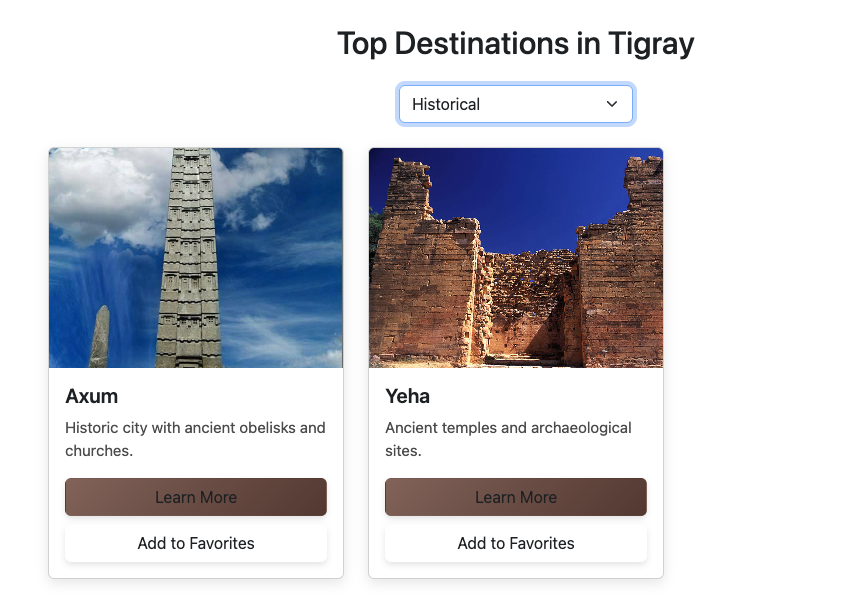 Top Destinations in Tigray
Historical
Axum
Historic city with ancient obelisks and
churches.
Learn More
Add to Favorites
Yeha
Ancient temples and archaeological
sites.
Learn More
Add to Favorites